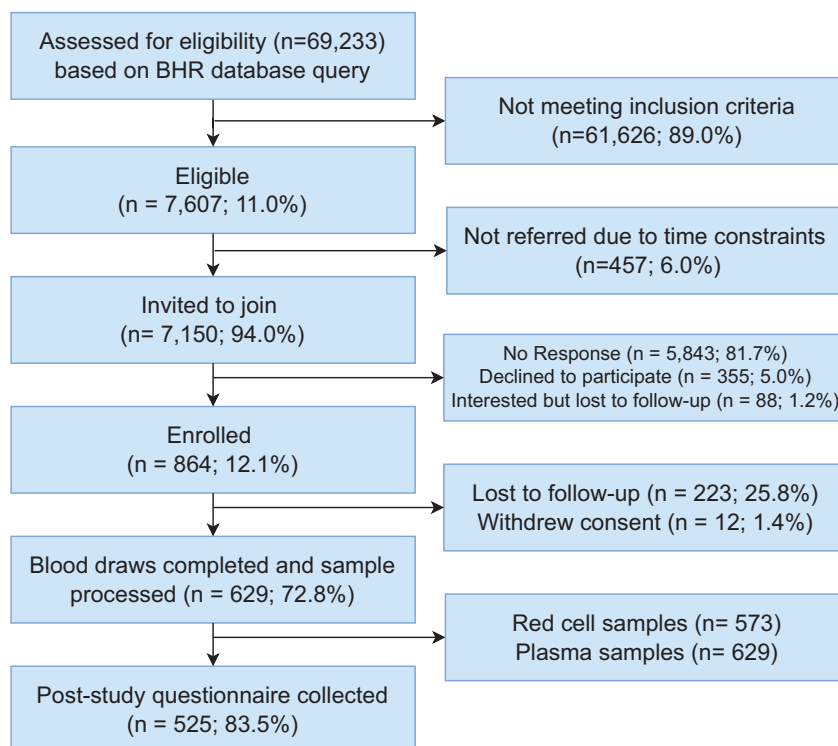 Assessed for eligibility (n=69,233)
based on BHR database query
Not meeting inclusion criteria
(n=61,626; 89.0%)
Eligible
(n = 7,607; 11.0%)
Not referred due to time constraints
(n=457; 6.0%)
Invited to join
(n= 7,150; 94.0%)
No Response (n = 5,843; 81.7%)
Declined to participate (n = 355; 5.0%)
Interested but lost to follow-up (n = 88; 1.2%)
Enrolled
(n = 864; 12.1%)
Lost to follow-up (n = 223; 25.8%)
Withdrew consent (n = 12; 1.4%)
Blood draws completed and sample
processed (n = 629; 72.8%)
Red cell samples (n= 573)
Plasma samples (n= 629)
Post-study questionnaire collected
(n = 525; 83.5%)